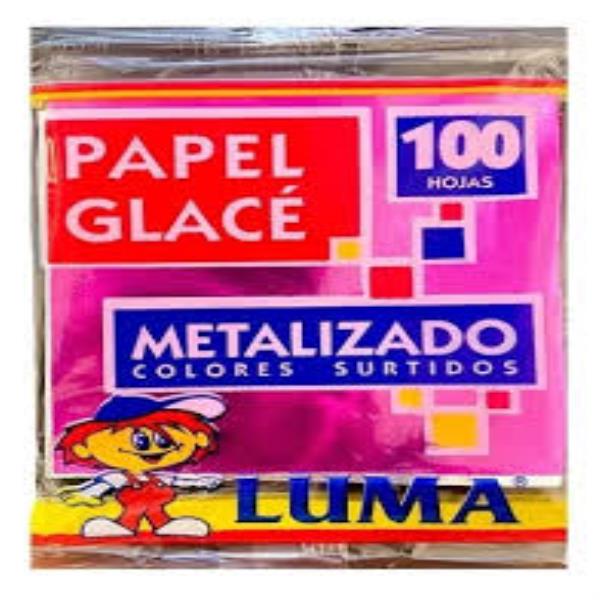 PAPEL
GLACÉ
100
HOJAS
METALIZADO
COLORES SURTIDOS
LUMA®